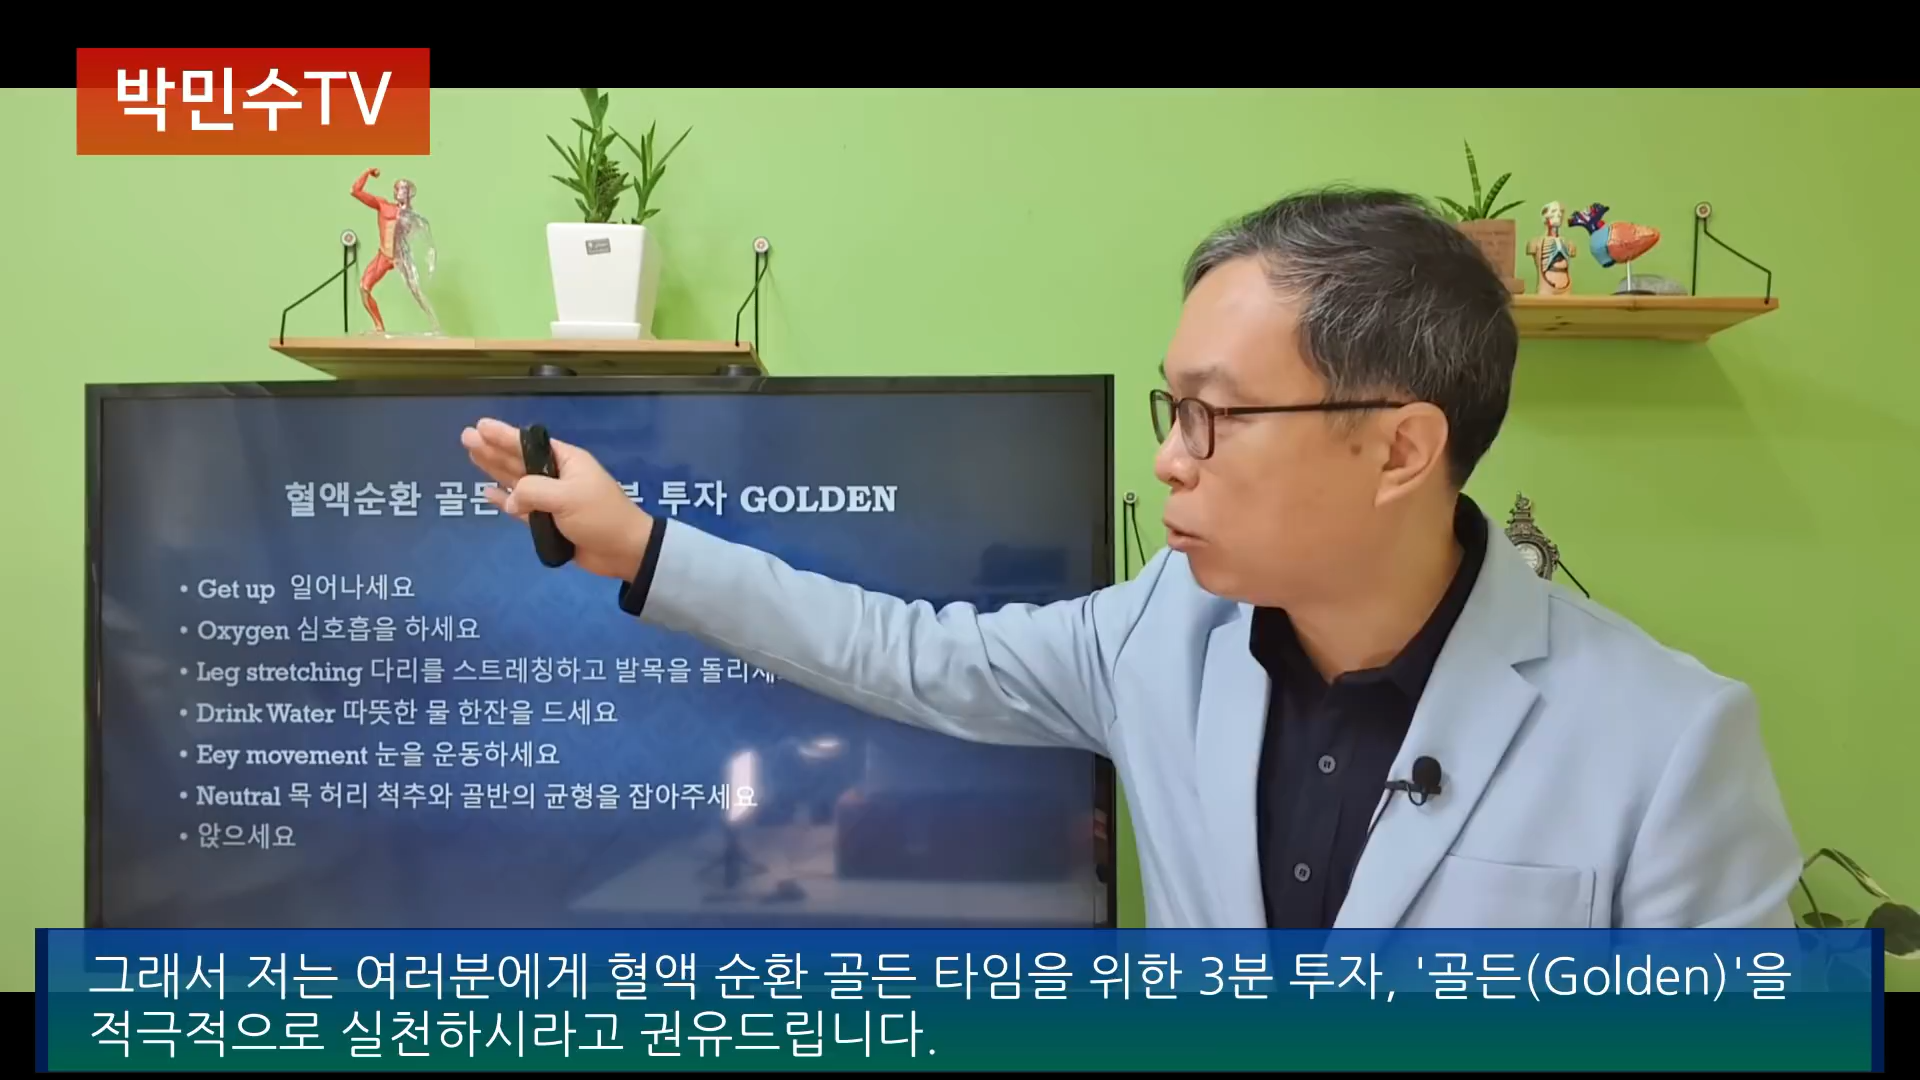 박민수TV
혈액순환 골든 투자 GOLDEN
• Get up 일어나세요
• Oxygen 심호흡을 하세요
• Leg stretching 다리를 스트레칭하고 발목을 돌리세
• Drink Water 따뜻한 물 한잔을 드세요
• Eey movement 눈을 운동하세요
• Neutral 목 허리 척추와 골반의 균형을 잡아주세요
• 앉으세요
그래서 저는 여러분에게 혈액 순환 골든 타임을 위한 3분 투자, '골든(Golden)'을
적극적으로 실천하시라고 권유드립니다.